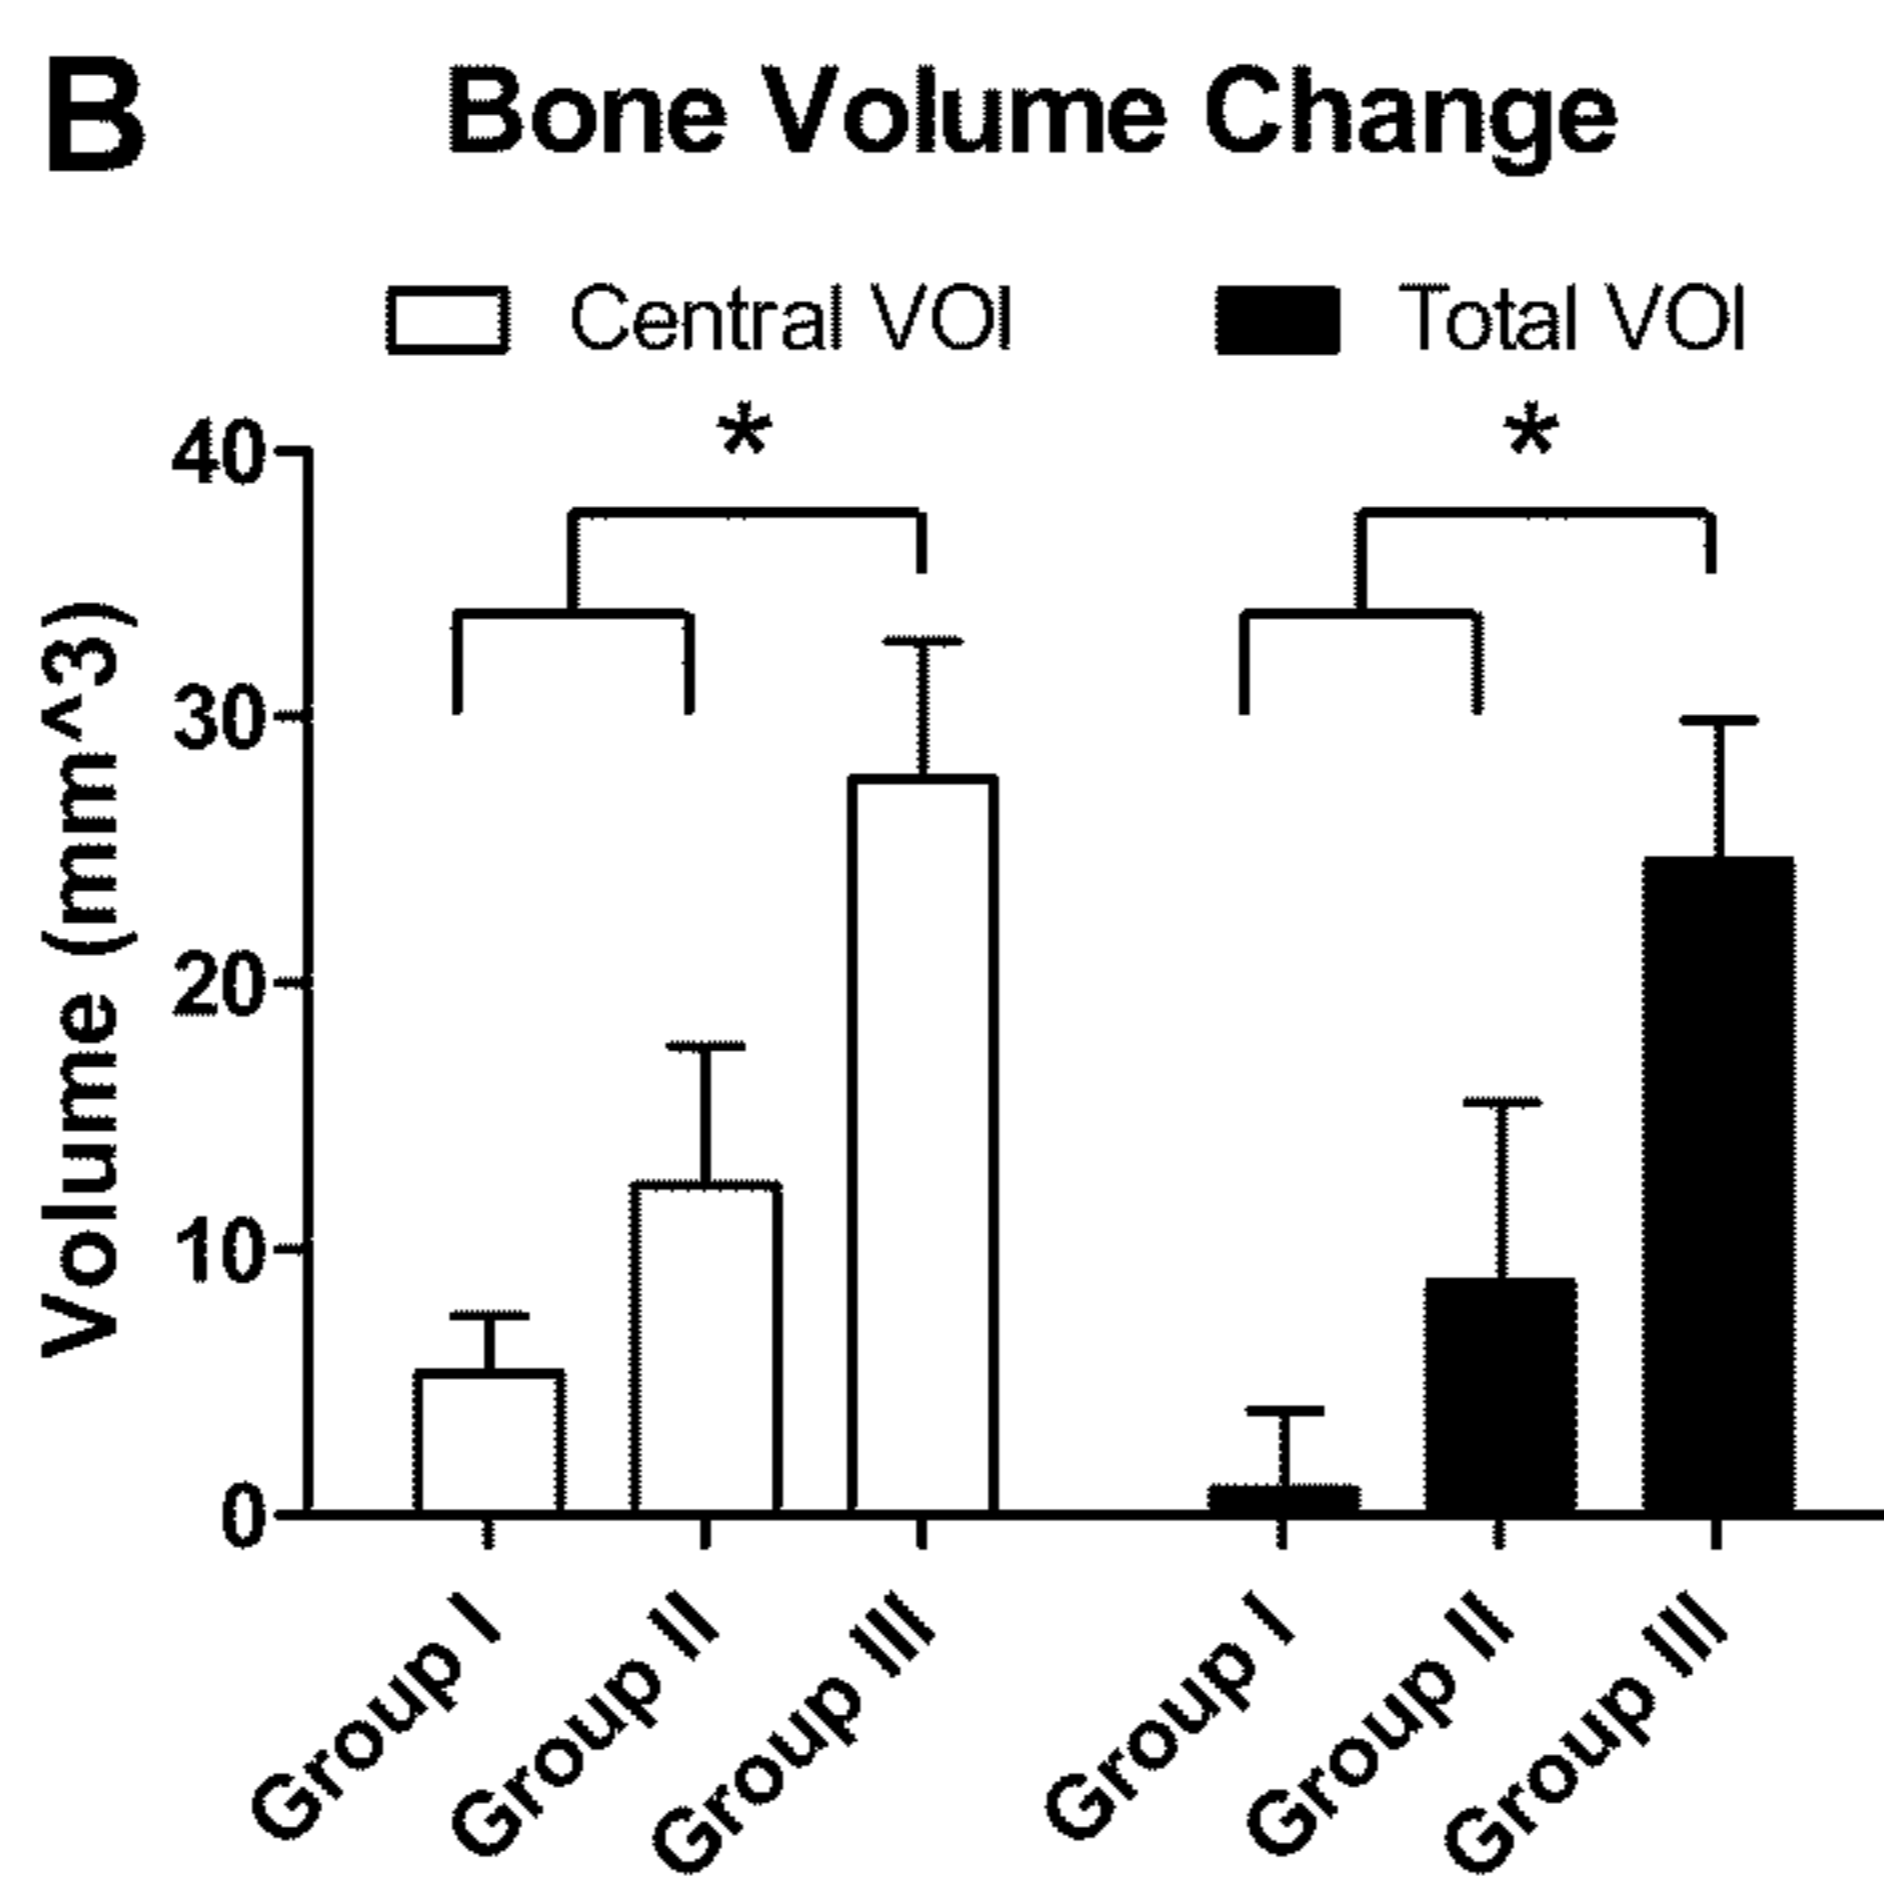 B
Bone Volume Change
Central VOI
Total VOI
*
*
40
30
20
10
0
Volume (mm^3)
Group I
Group II
Group III
Group I
Group II
Group III